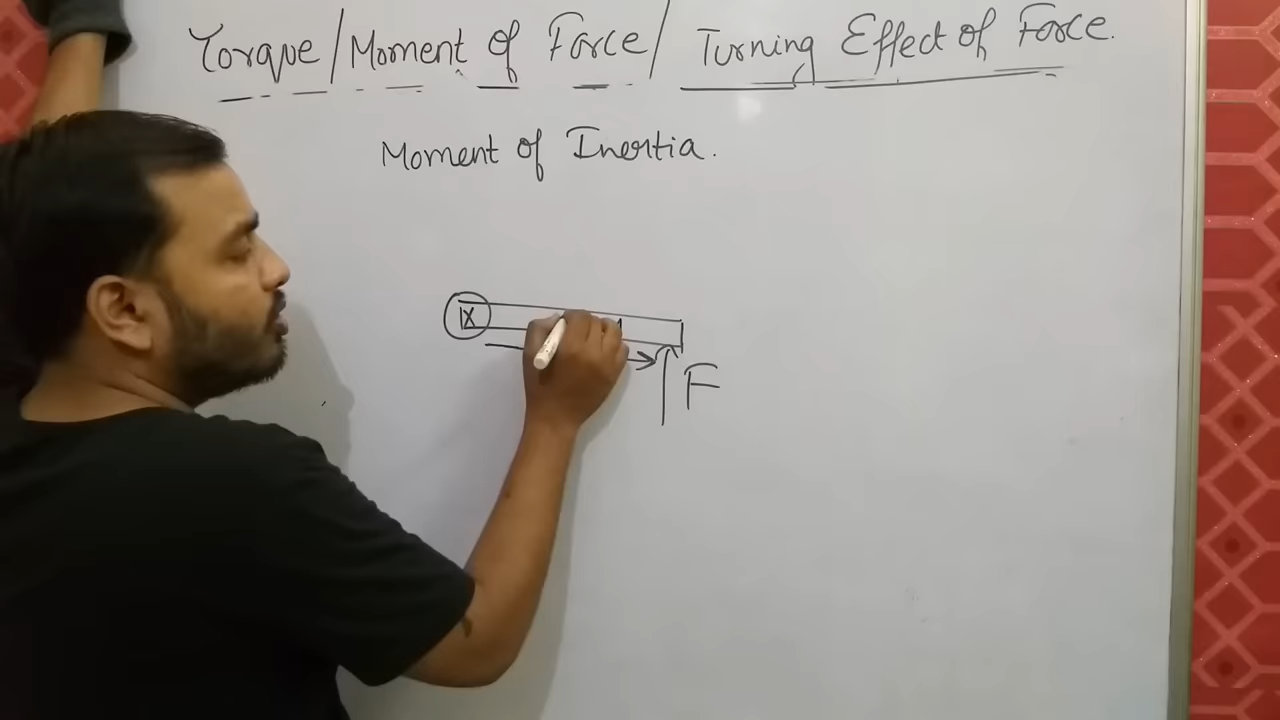 Torque/Moment of Force/ Turning Effect of Force.
Moment of Inertia.
X
F